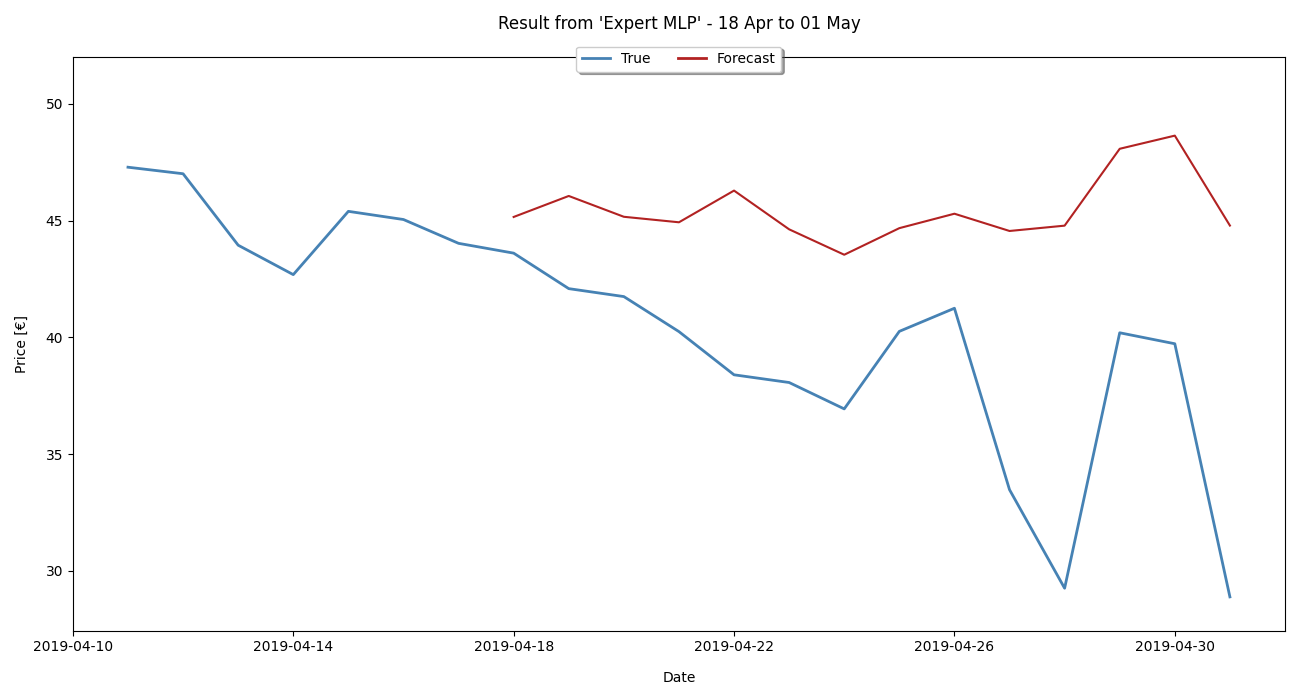 Result from 'Expert MLP' - 18 Apr to 01 May
True Forecast
50
45
40
35
30
Price [€]
2019-04-10 2019-04-14 2019-04-18 2019-04-22 2019-04-26 2019-04-30
Date